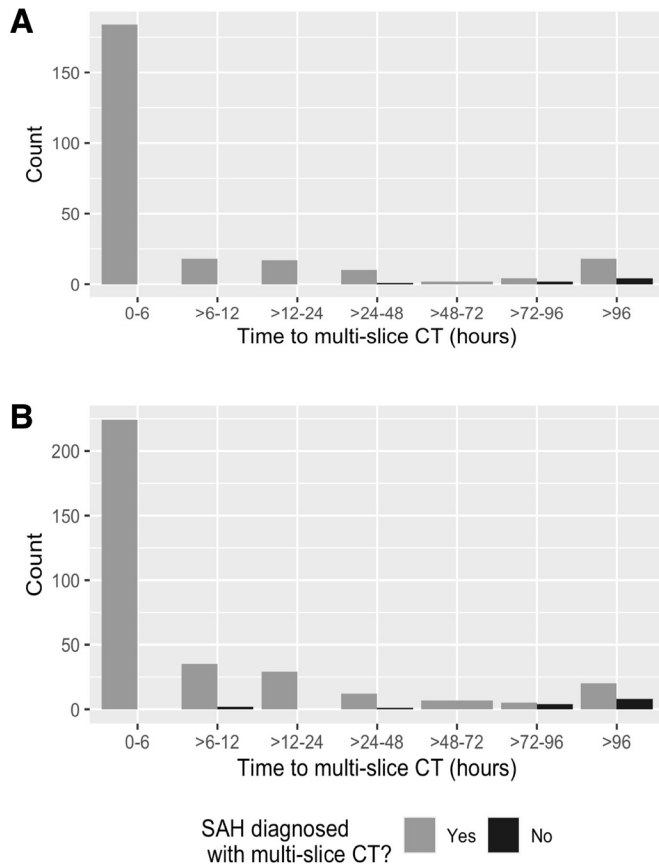 A
Count
150
100
50
0
0-6 >6-12 >12-24 >24-48 >48-72 >72-96 >96
Time to multi-slice CT (hours)
B
Count
200
150
100
50
0
0-6 >6-12 >12-24 >24-48 >48-72 >72-96 >96
Time to multi-slice CT (hours)
SAH diagnosed
with multi-slice CT? Yes No